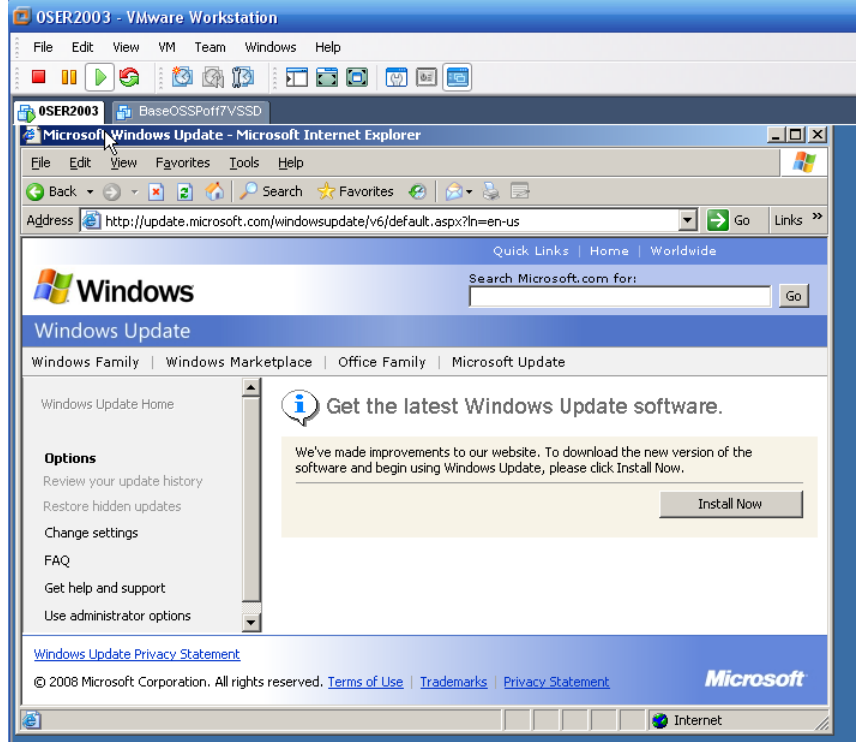 0SER2003 - VMware Workstation
File Edit View VM Team Windows Help
0SER2003 BaseOSSPoff7VSSD
Microsoft Windows Update - Microsoft Internet Explorer
File Edit View Favorites Tools Help
Back Search Favorites
Address http://update.microsoft.com/windowsupdate/v6/default.aspx?ln=en-us Go Links »
Quick Links | Home | Worldwide
Windows
Search Microsoft.com for:
Go
Windows Update
Windows Family | Windows Marketplace | Office Family | Microsoft Update
Windows Update Home
Options
Review your update history
Restore hidden updates
Change settings
FAQ
Get help and support
Use administrator options
Get the latest Windows Update software.
We've made improvements to our website. To download the new version of the
software and begin using Windows Update, please click Install Now.
Install Now
Windows Update Privacy Statement
© 2008 Microsoft Corporation. All rights reserved. Terms of Use | Trademarks | Privacy Statement
Microsoft
Internet